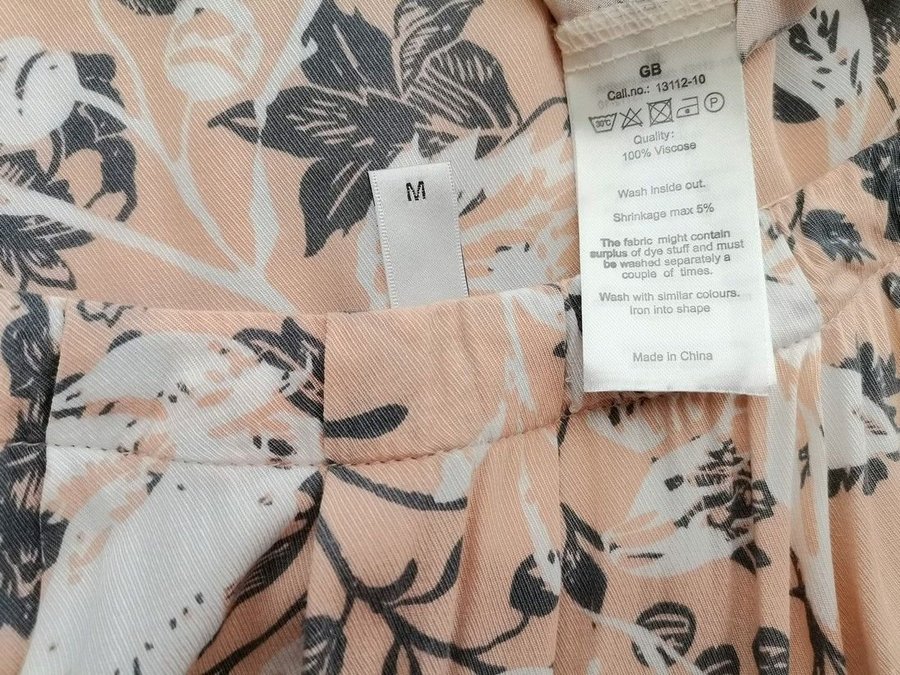 M
GB
Call.no.: 13112-10
30°C P
Quality:
100% Viscose
Wash inside out.
Shrinkage max 5%
The fabric might contain
surplus of dye stuff and must
be washed separately a
couple of times.
Wash with similar colours.
Iron into shape
Made in China